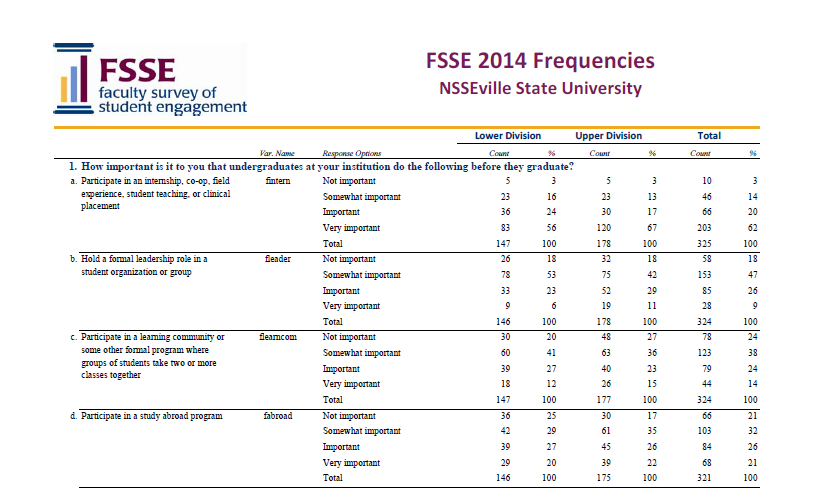 FSSE
faculty survey of
student engagement
FSSE 2014 Frequencies
NSSEville State University
Lower Division Upper Division Total
Var. Name Response Options Count % Count % Count %
1. How important is it to you that undergraduates at your institution do the following before they graduate?
a. Participate in an internship, co-op, field fintern Not important 5 3 5 3 10 3
experience, student teaching, or clinical Somewhat important 23 16 23 13 46 14
placement Important 36 24 30 17 66 20
Very important 83 56 120 67 203 62
Total 147 100 178 100 325 100
b. Hold a formal leadership role in a fleader Not important 26 18 32 18 58 18
student organization or group Somewhat important 78 53 75 42 153 47
Important 33 23 52 29 85 26
Very important 9 6 19 11 28 9
Total 146 100 178 100 324 100
c. Participate in a learning community or flearncom Not important 30 20 48 27 78 24
some other formal program where Somewhat important 60 41 63 36 123 38
groups of students take two or more Important 39 27 40 23 79 24
classes together Very important 18 12 26 15 44 14
Total 147 100 177 100 324 100
d. Participate in a study abroad program fabroad Not important 36 25 30 17 66 21
Somewhat important 42 29 61 35 103 32
Important 39 27 45 26 84 26
Very important 29 20 39 22 68 21
Total 146 100 175 100 321 100